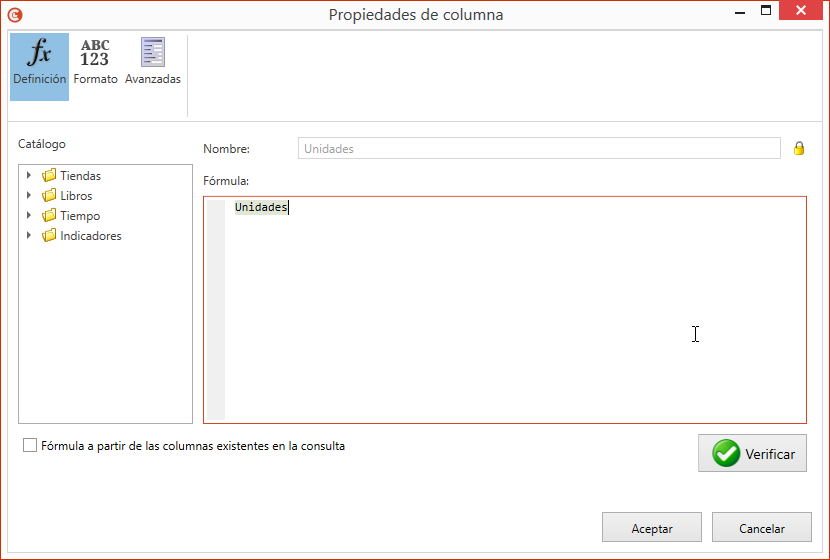 Propiedades de columna
ABC
123
fx
Definición
Formato
Avanzadas
Catálogo
Tiendas
Libros
Tiempo
Indicadores
Nombre:
Unidades
Fórmula:
Unidades
Fórmula a partir de las columnas existentes en la consulta
Verificar
Aceptar
Cancelar